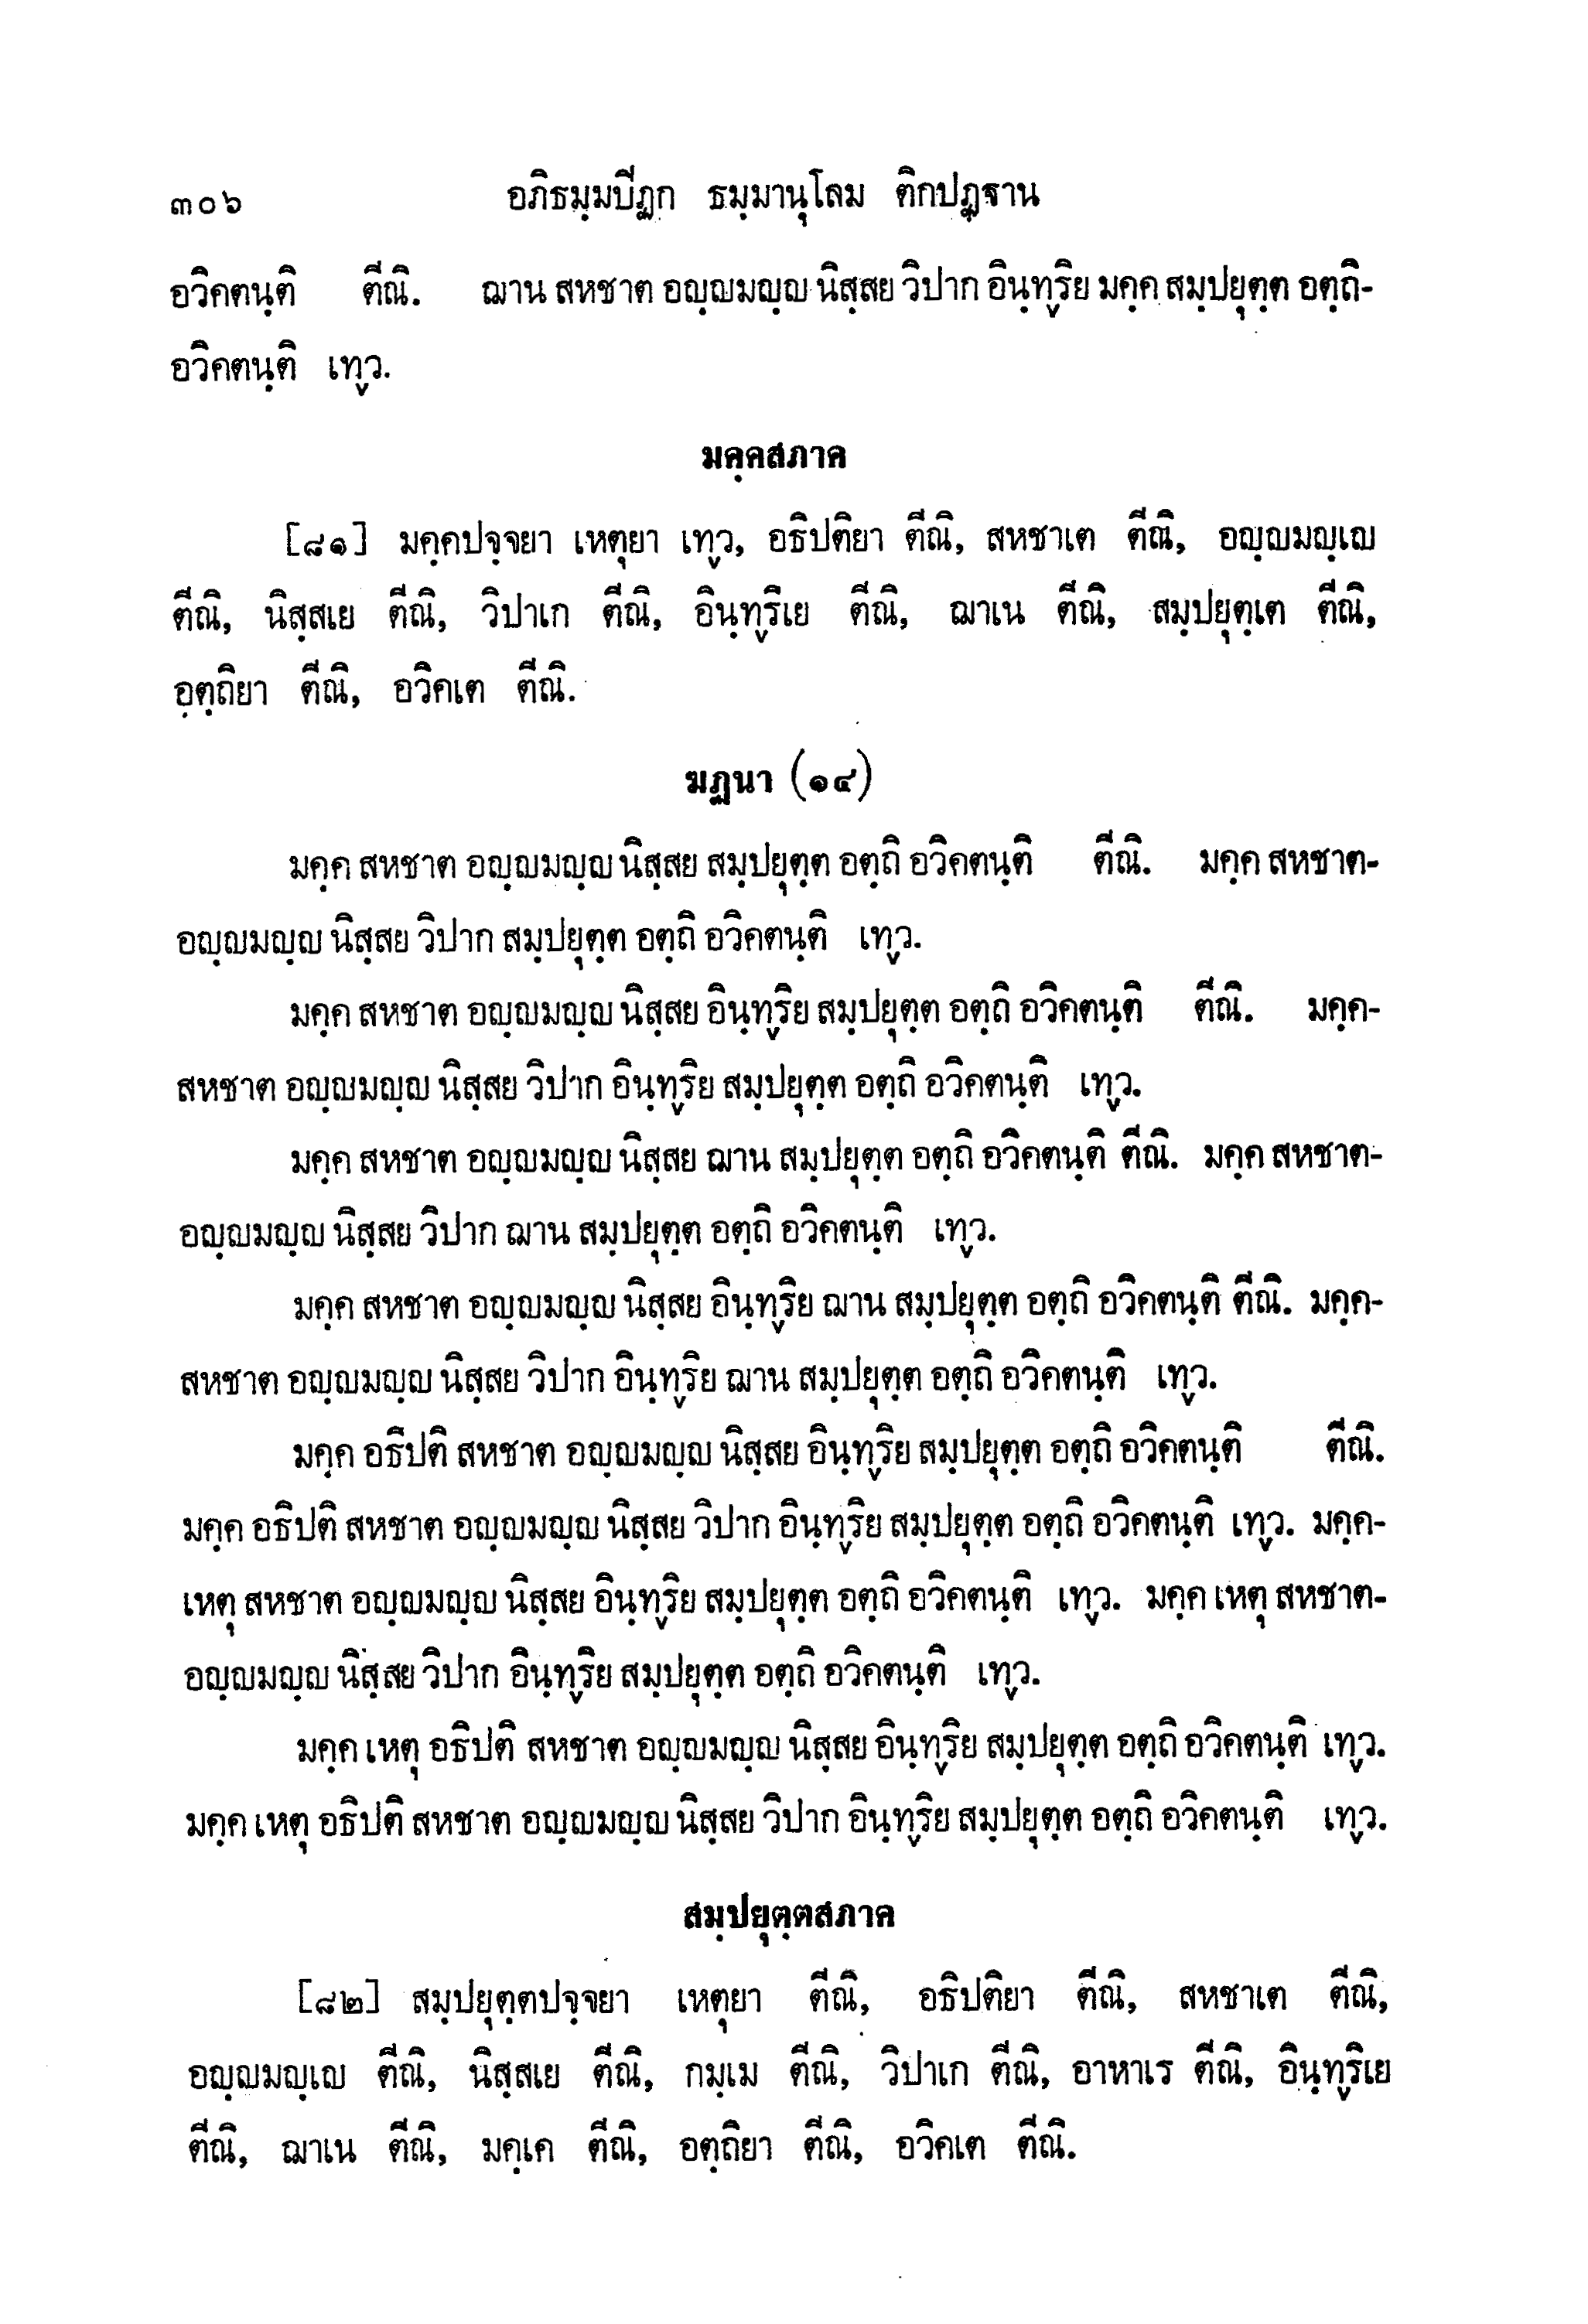 ๓๐๖ อภิธมฺมปีฏก ธมฺมานุโลม ติกปฏฺฐาน
อวิคตนฺติ ตีณิ. ฌาน สหชาต อญฺญมญฺญ นิสฺสย วิปาก อินฺทฺริย มคฺค สมฺปยุตฺต อตฺถิ-
อวิคตนฺติ เทฺว.
มคฺคสภาค
[๘๑] มคฺคปจฺจยา เหตุยา เทฺว, อธิปติยา ตีณิ, สหชาเต ตีณิ, อญฺญมญฺเญ
ตีณิ, นิสฺสเย ตีณิ, วิปาเก ตีณิ, อินฺทฺริเย ตีณิ, ฌาเน ตีณิ, สมฺปยุตฺเต ตีณิ,
อตฺถิยา ตีณิ, อวิคเต ตีณิ.
ฆฏนา (๑๔)
มคฺค สหชาต อญฺญมญฺญ นิสฺสย สมฺปยุตฺต อตฺถิ อวิคตนฺติ ตีณิ. มคฺค สหชาต-
อญฺญมญฺญ นิสฺสย วิปาก สมฺปยุตฺต อตฺถิ อวิคตนฺติ เทฺว.
มคฺค สหชาต อญฺญมญฺญ นิสฺสย อินฺทฺริย สมฺปยุตฺต อตฺถิ อวิคตนฺติ ตีณิ. มคฺค-
สหชาต อญฺญมญฺญ นิสฺสย วิปาก อินฺทฺริย สมฺปยุตฺต อตฺถิ อวิคตนฺติ เทฺว.
มคฺค สหชาต อญฺญมญฺญ นิสฺสย ฌาน สมฺปยุตฺต อตฺถิ อวิคตนฺติ ตีณิ. มคฺค สหชาต-
อญฺญมญฺญ นิสฺสย วิปาก ฌาน สมฺปยุตฺต อตฺถิ อวิคตนฺติ เทฺว.
มคฺค สหชาต อญฺญมญฺญ นิสฺสย อินฺทฺริย ฌาน สมฺปยุตฺต อตฺถิ อวิคตนฺติ ตีณิ. มคฺค-
สหชาต อญฺญมญฺญ นิสฺสย วิปาก อินฺทฺริย ฌาน สมฺปยุตฺต อตฺถิ อวิคตนฺติ เทฺว.
มคฺค อธิปติ สหชาต อญฺญมญฺญ นิสฺสย อินฺทฺริย สมฺปยุตฺต อตฺถิ อวิคตนฺติ ตีณิ.
มคฺค อธิปติ สหชาต อญฺญมญฺญ นิสฺสย วิปาก อินฺทฺริย สมฺปยุตฺต อตฺถิ อวิคตนฺติ เทฺว. มคฺค-
เหตุ สหชาต อญฺญมญฺญ นิสฺสย อินฺทฺริย สมฺปยุตฺต อตฺถิ อวิคตนฺติ เทฺว. มคฺค เหตุ สหชาต-
อญฺญมญฺญ นิสฺสย วิปาก อินฺทฺริย สมฺปยุตฺต อตฺถิ อวิคตนฺติ เทฺว.
มคฺค เหตุ อธิปติ สหชาต อญฺญมญฺญ นิสฺสย อินฺทฺริย สมฺปยุตฺต อตฺถิ อวิคตนฺติ เทฺว.
มคฺค เหตุ อธิปติ สหชาต อญฺญมญฺญ นิสฺสย วิปาก อินฺทฺริย สมฺปยุตฺต อตฺถิ อวิคตนฺติ เทฺว.
สมฺปยุตฺตสภาค
[๘๒] สมฺปยุตฺตปจฺจยา เหตุยา ตีณิ, อธิปติยา ตีณิ, สหชาเต ตีณิ,
อญฺญมญฺเญ ตีณิ, นิสฺสเย ตีณิ, กมฺเม ตีณิ, วิปาเก ตีณิ, อาหาเร ตีณิ, อินฺทฺริเย
ตีณิ, ฌาเน ตีณิ, มคฺเค ตีณิ, อตฺถิยา ตีณิ, อวิคเต ตีณิ.